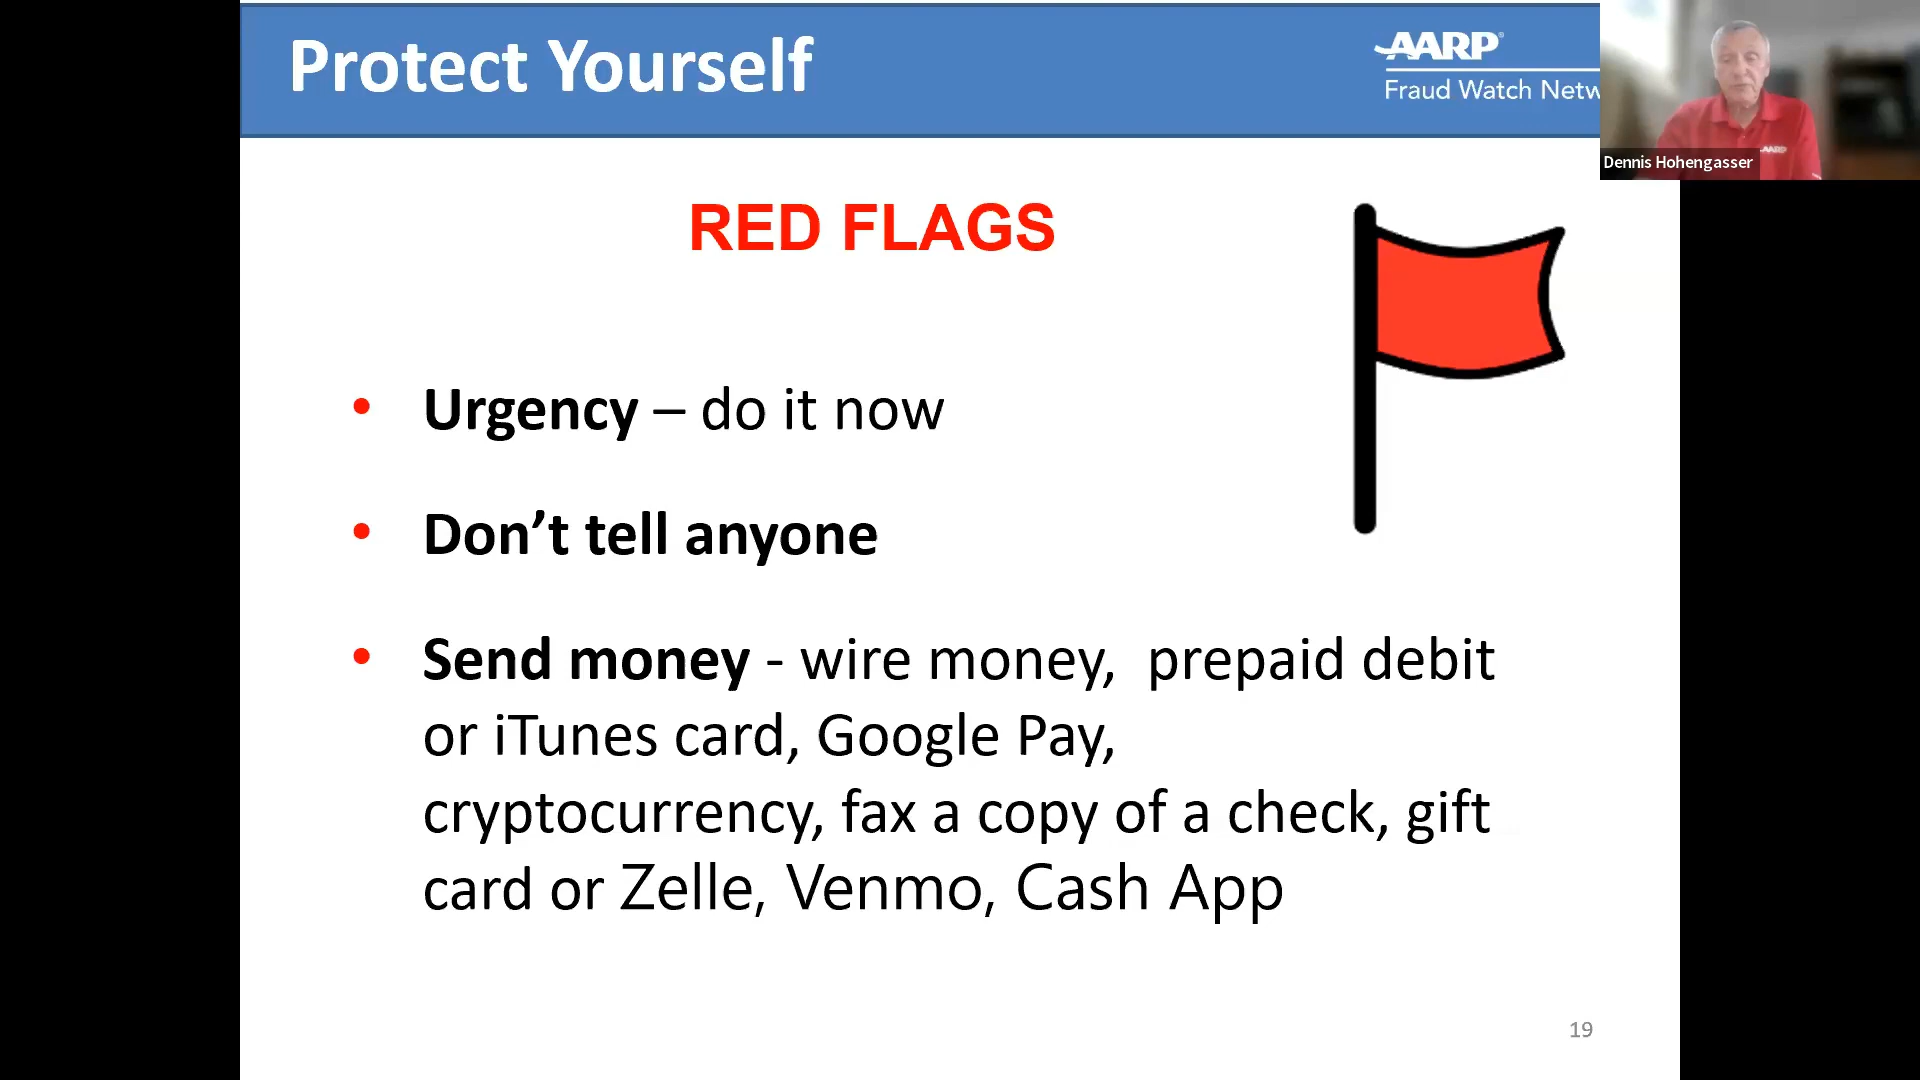 Protect Yourself
AARP®
Fraud Watch Netw
Dennis Hohengasser
AARP
RED FLAGS
• Urgency – do it now
• Don’t tell anyone
• Send money - wire money, prepaid debit
or iTunes card, Google Pay,
cryptocurrency, fax a copy of a check, gift
card or Zelle, Venmo, Cash App
19